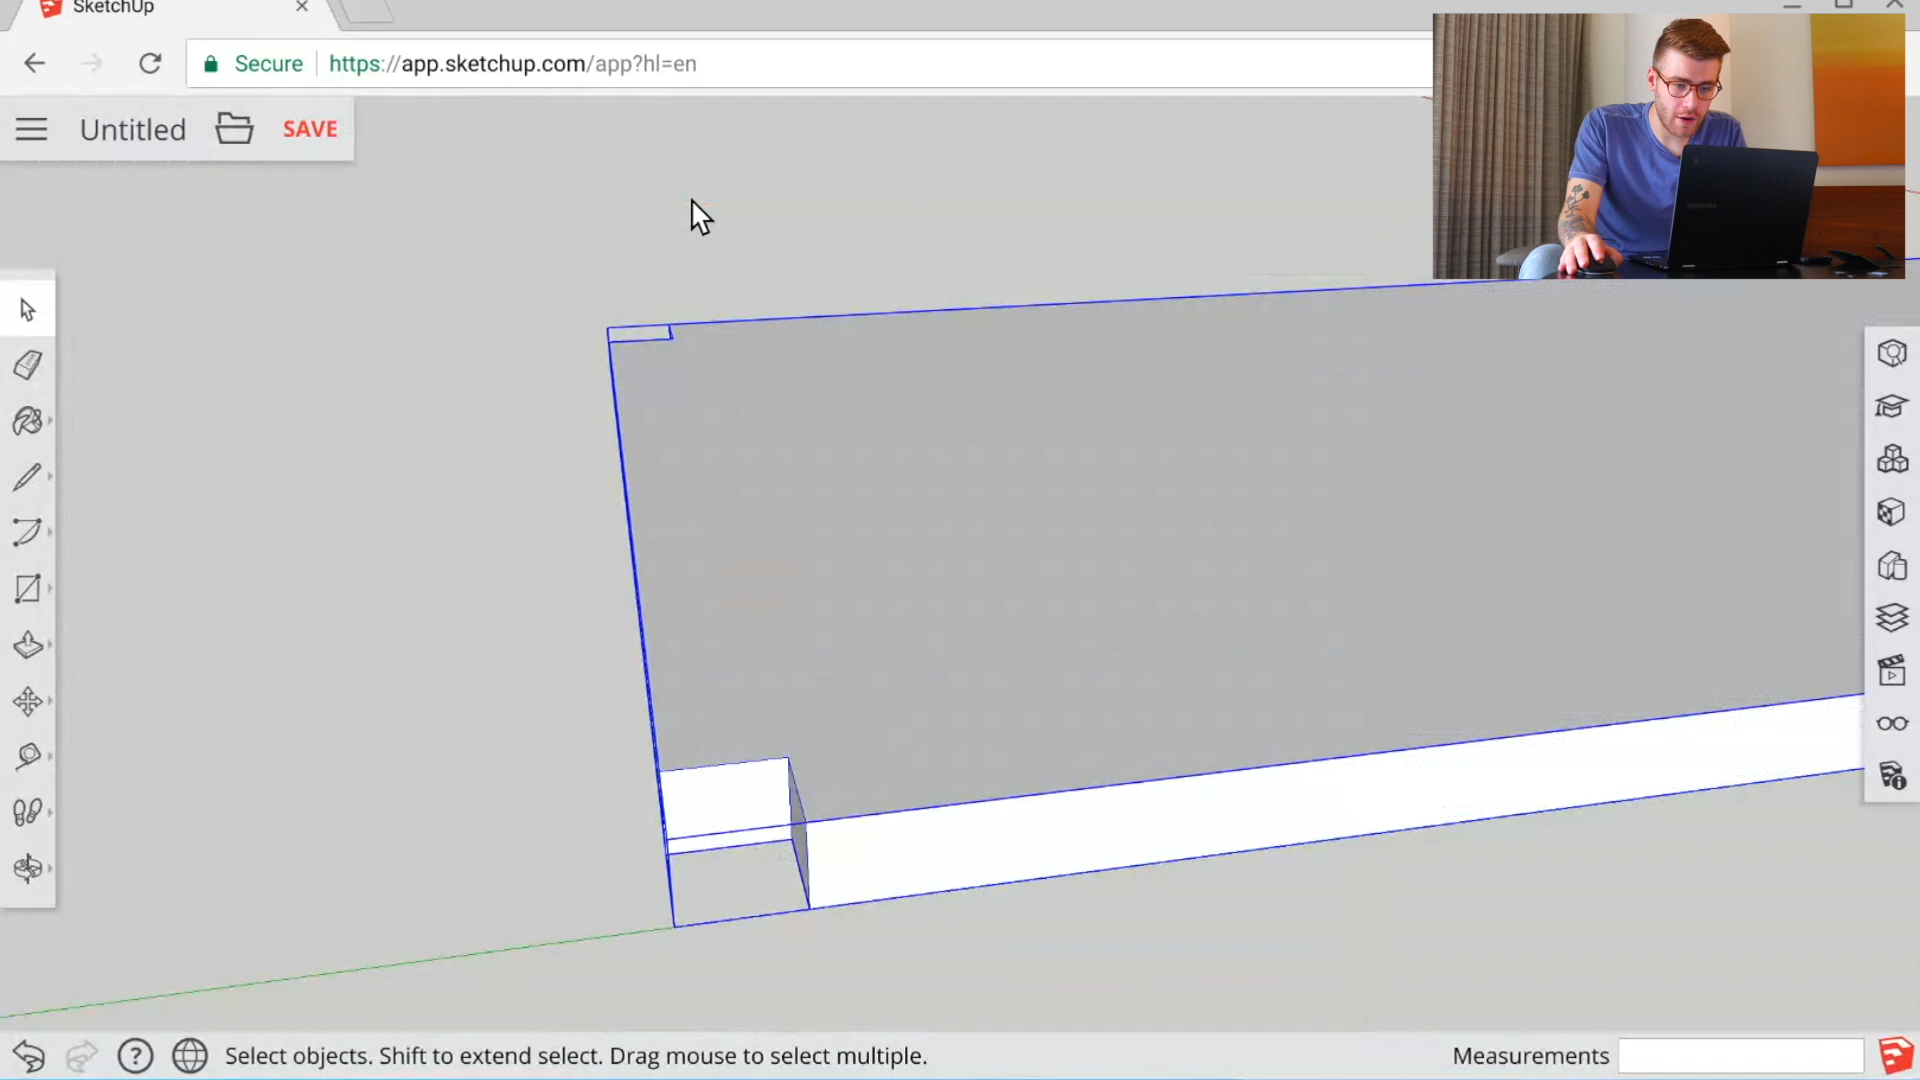 SketchUp
Secure
https://app.sketchup.com/app?hl=en
Untitled
SAVE
SAMSUNG
Select objects. Shift to extend select. Drag mouse to select multiple.
Measurements